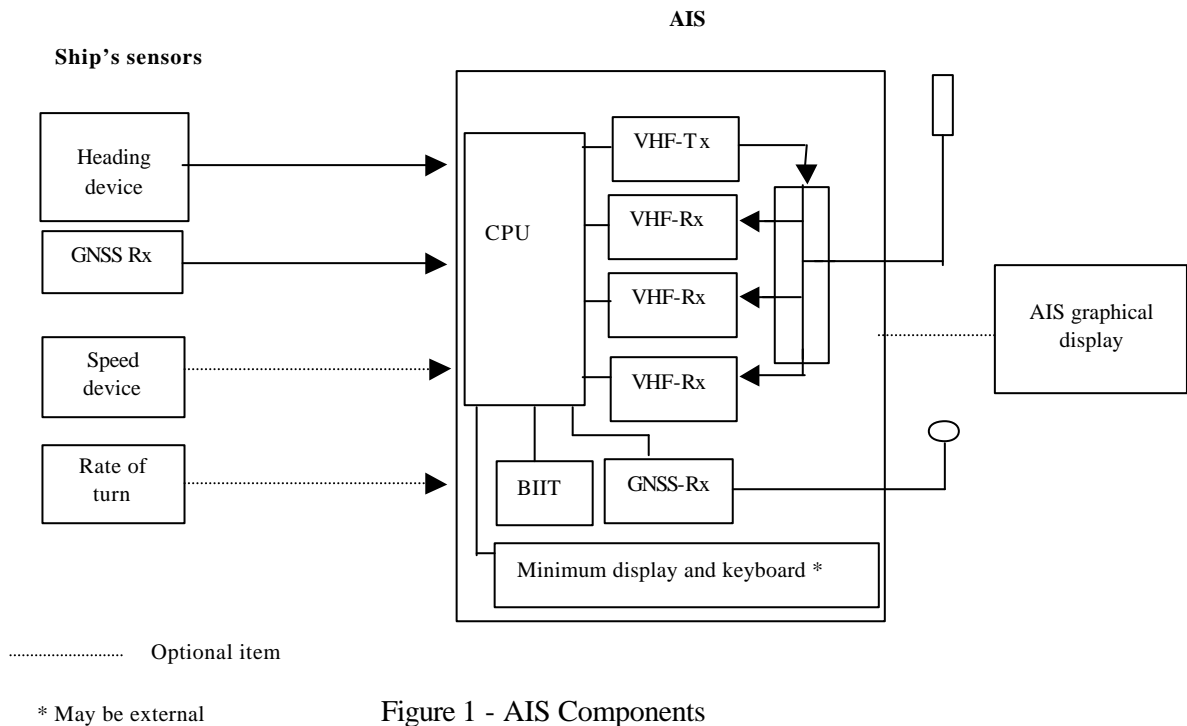 AIS
Ship's sensors
Heading
device
GNSS Rx
Speed
device
Rate of
turn
CPU
VHF-Tx
VHF-Rx
VHF-Rx
VHF-Rx
BIIT
GNSS-Rx
Minimum display and keyboard *
AIS graphical
display
Optional item
* May be external
Figure 1 - AIS Components